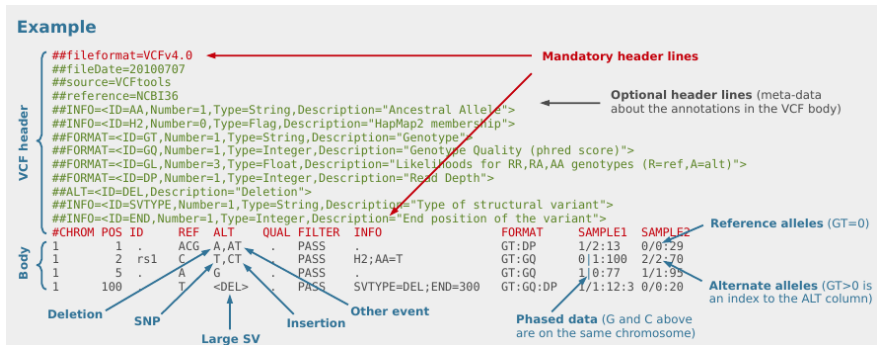 Example
##fileformat=VCFv4.0
Mandatory header lines
##fileDate=20100707
##source=VCFtools
##reference=NCBI36
##INFO=<ID=AA,Number=1,Type=String,Description="Ancestral Allele">
##INFO=<ID=H2,Number=0,Type=Flag,Description="HapMap2 membership">
##FORMAT=<ID=GT,Number=1,Type=String,Description="Genotype">
##FORMAT=<ID=GQ,Number=1,Type=Integer,Description="Genotype Quality (phred score)">
##FORMAT=<ID=GL,Number=3,Type=Float,Description="Likelihoods for RR,RA,AA genotypes (R=ref,A=alt)">
##FORMAT=<ID=DP,Number=1,Type=Integer,Description="Read Depth">
##ALT=<ID=DEL,Description="Deletion">
##INFO=<ID=SVTYPE,Number=1,Type=String,Description="Type of structural variant">
##INFO=<ID=END,Number=1,Type=Integer,Description="End position of the variant">
Optional header lines (meta-data
about the annotations in the VCF body)
VCF header
#CHROM POS ID REF ALT QUAL FILTER INFO FORMAT SAMPLE1 SAMPLE2
1 1 . ACG A,AT . PASS . GT:DP 1/2:13 0/0:29
1 2 rs1 C T,CT . PASS H2;AA=T GT:GQ 0|1:100 2/2:70
1 5 . A G . PASS . GT:GQ 1|0:77 1/1:95
1 100 . T <DEL> . PASS SVTYPE=DEL;END=300 GT:GQ:DP 1/1:12:3 0/0:20
Body
Reference alleles (GT=0)
Alternate alleles (GT>0 is
an index to the ALT column)
Deletion
SNP
Large SV
Insertion
Other event
Phased data (G and C above
are on the same chromosome)